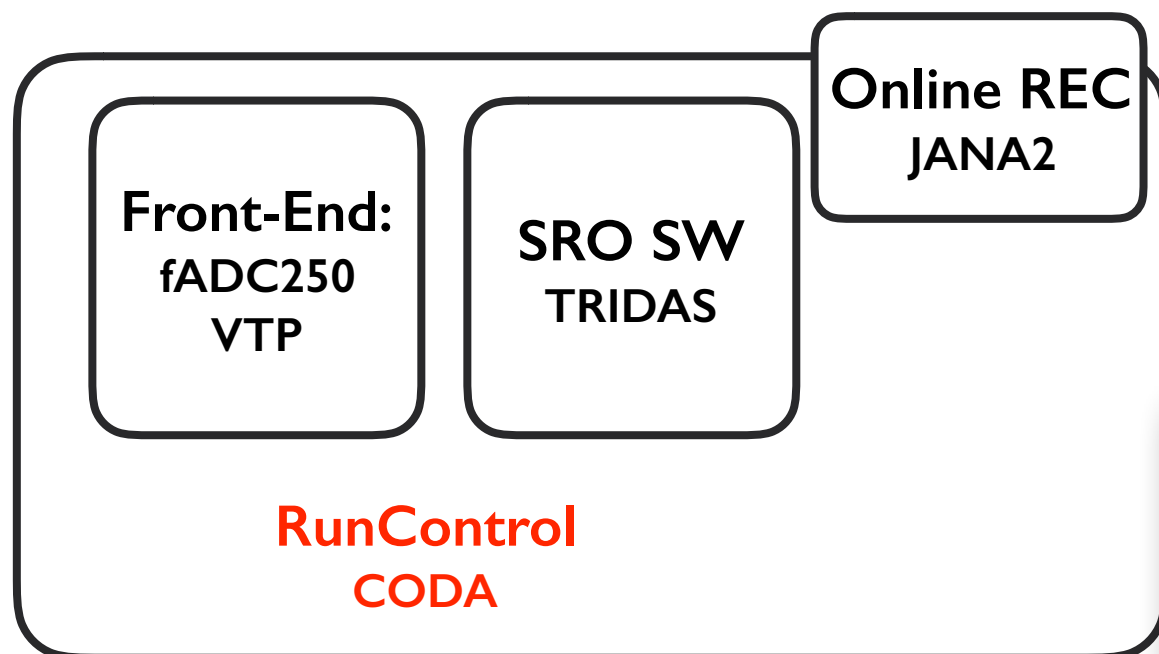 Online REC
JANA2
Front-End:
fADC250
VTP
SRO SW
TRIDAS
RunControl
CODA